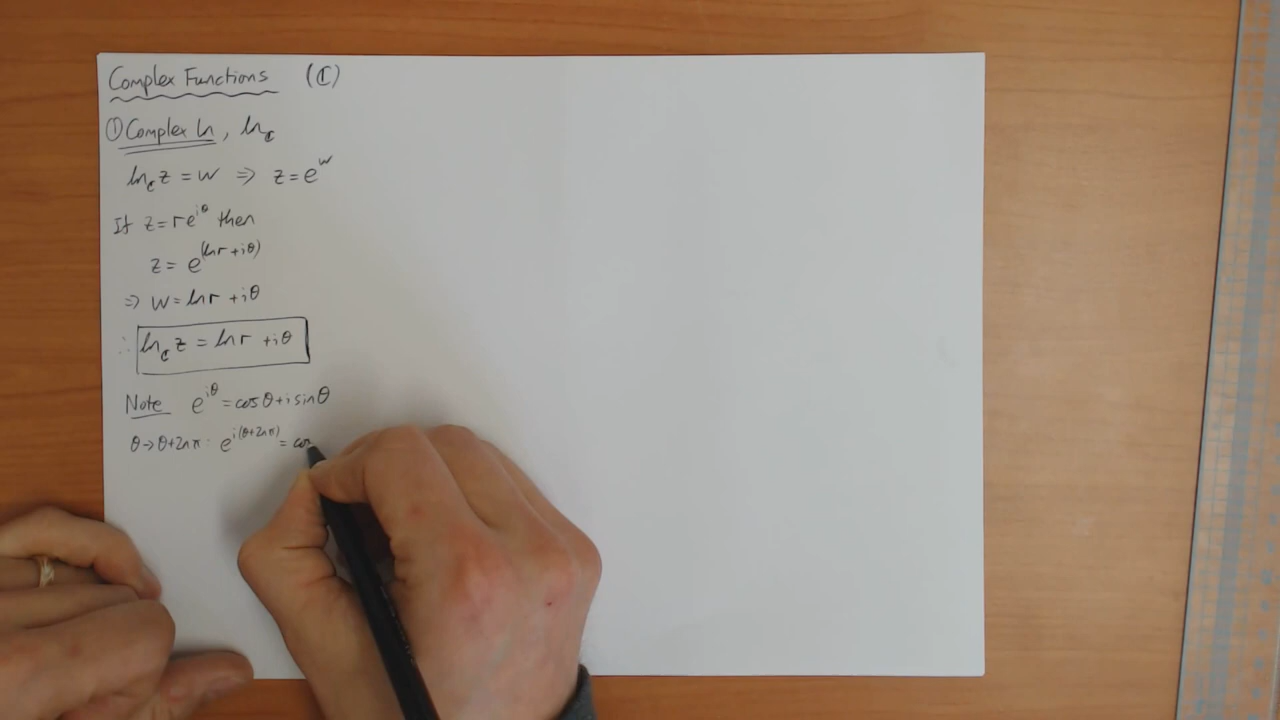 Complex Functions (ℂ)
① Complex ln, ln_ℂ
ln_ℂ z = w ⇒ z = e^w
If z = re^{iθ} then
z = e^{(ln r + iθ)}
⇒ w = ln r + iθ
∴ ln_ℂ z = ln r + iθ
Note e^{iθ} = cos θ + i sin θ
θ → θ + 2nπ : e^{i(θ+2nπ)} = cos